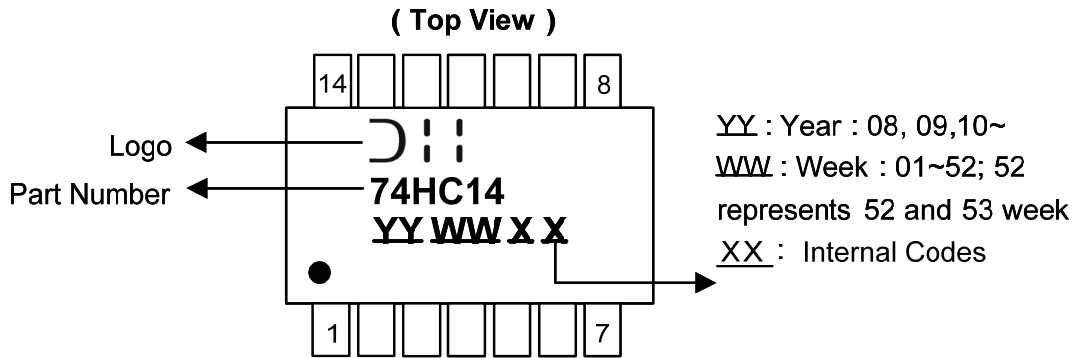 ( Top View )
14 8
Logo
Part Number
74HC14
YY WW X X
1 7
YY : Year : 08, 09,10~
WW : Week : 01~52; 52
represents 52 and 53 week
XX : Internal Codes